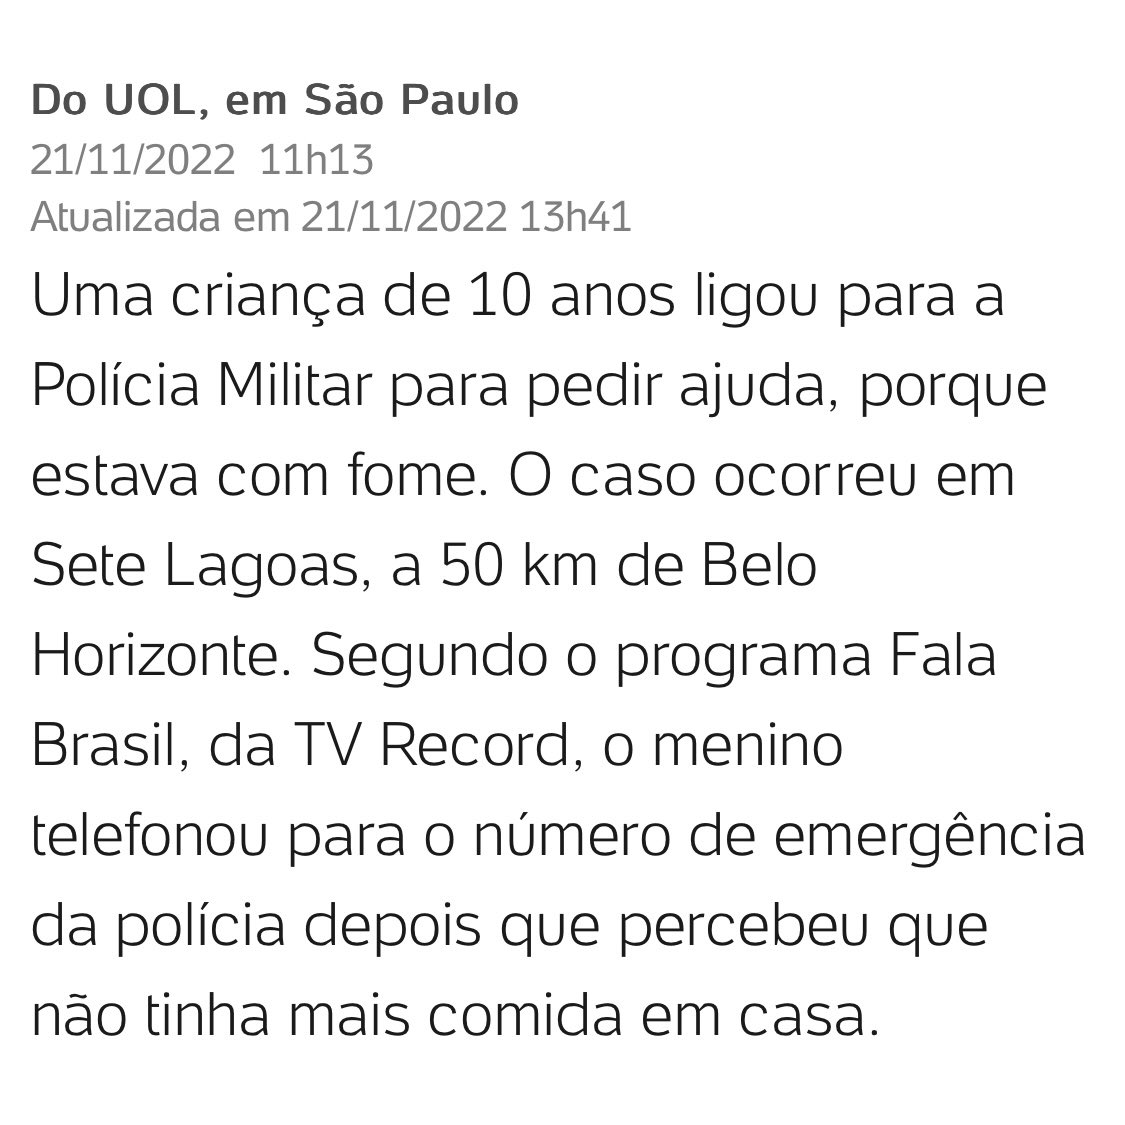 Do UOL, em São Paulo
21/11/2022 11h13
Atualizada em 21/11/2022 13h41
Uma criança de 10 anos ligou para a
Polícia Militar para pedir ajuda, porque
estava com fome. O caso ocorreu em
Sete Lagoas, a 50 km de Belo
Horizonte. Segundo o programa Fala
Brasil, da TV Record, o menino
telefonou para o número de emergência
da polícia depois que percebeu que
não tinha mais comida em casa.